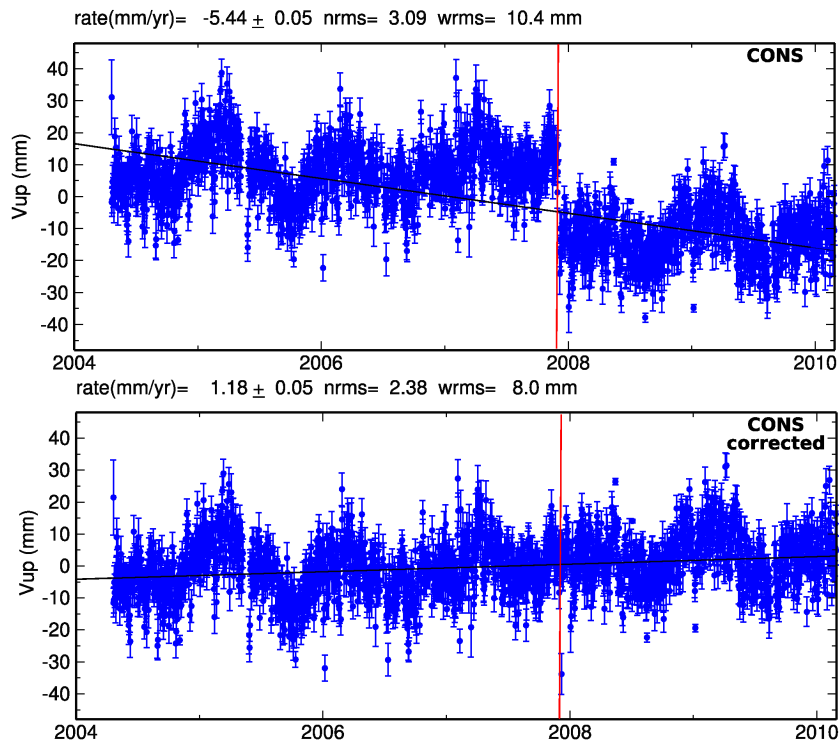 rate(mm/yr)= -5.44 ± 0.05 nrms= 3.09 wrms= 10.4 mm
CONS
40
30
20
10
0
-10
-20
-30
-40
Vup (mm)
2004 2006 2008 2010
rate(mm/yr)= 1.18 ± 0.05 nrms= 2.38 wrms= 8.0 mm
CONS
corrected
40
30
20
10
0
-10
-20
-30
-40
Vup (mm)
2004 2006 2008 2010